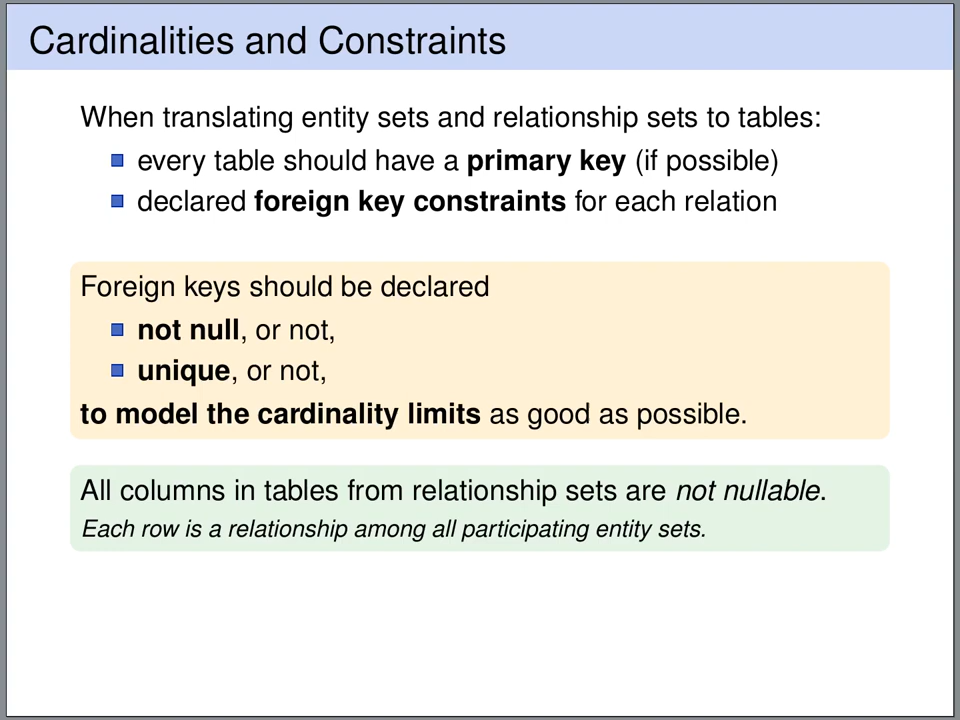 Cardinalities and Constraints
When translating entity sets and relationship sets to tables:
every table should have a primary key (if possible)
declared foreign key constraints for each relation
Foreign keys should be declared
not null, or not,
unique, or not,
to model the cardinality limits as good as possible.
All columns in tables from relationship sets are not nullable.
Each row is a relationship among all participating entity sets.